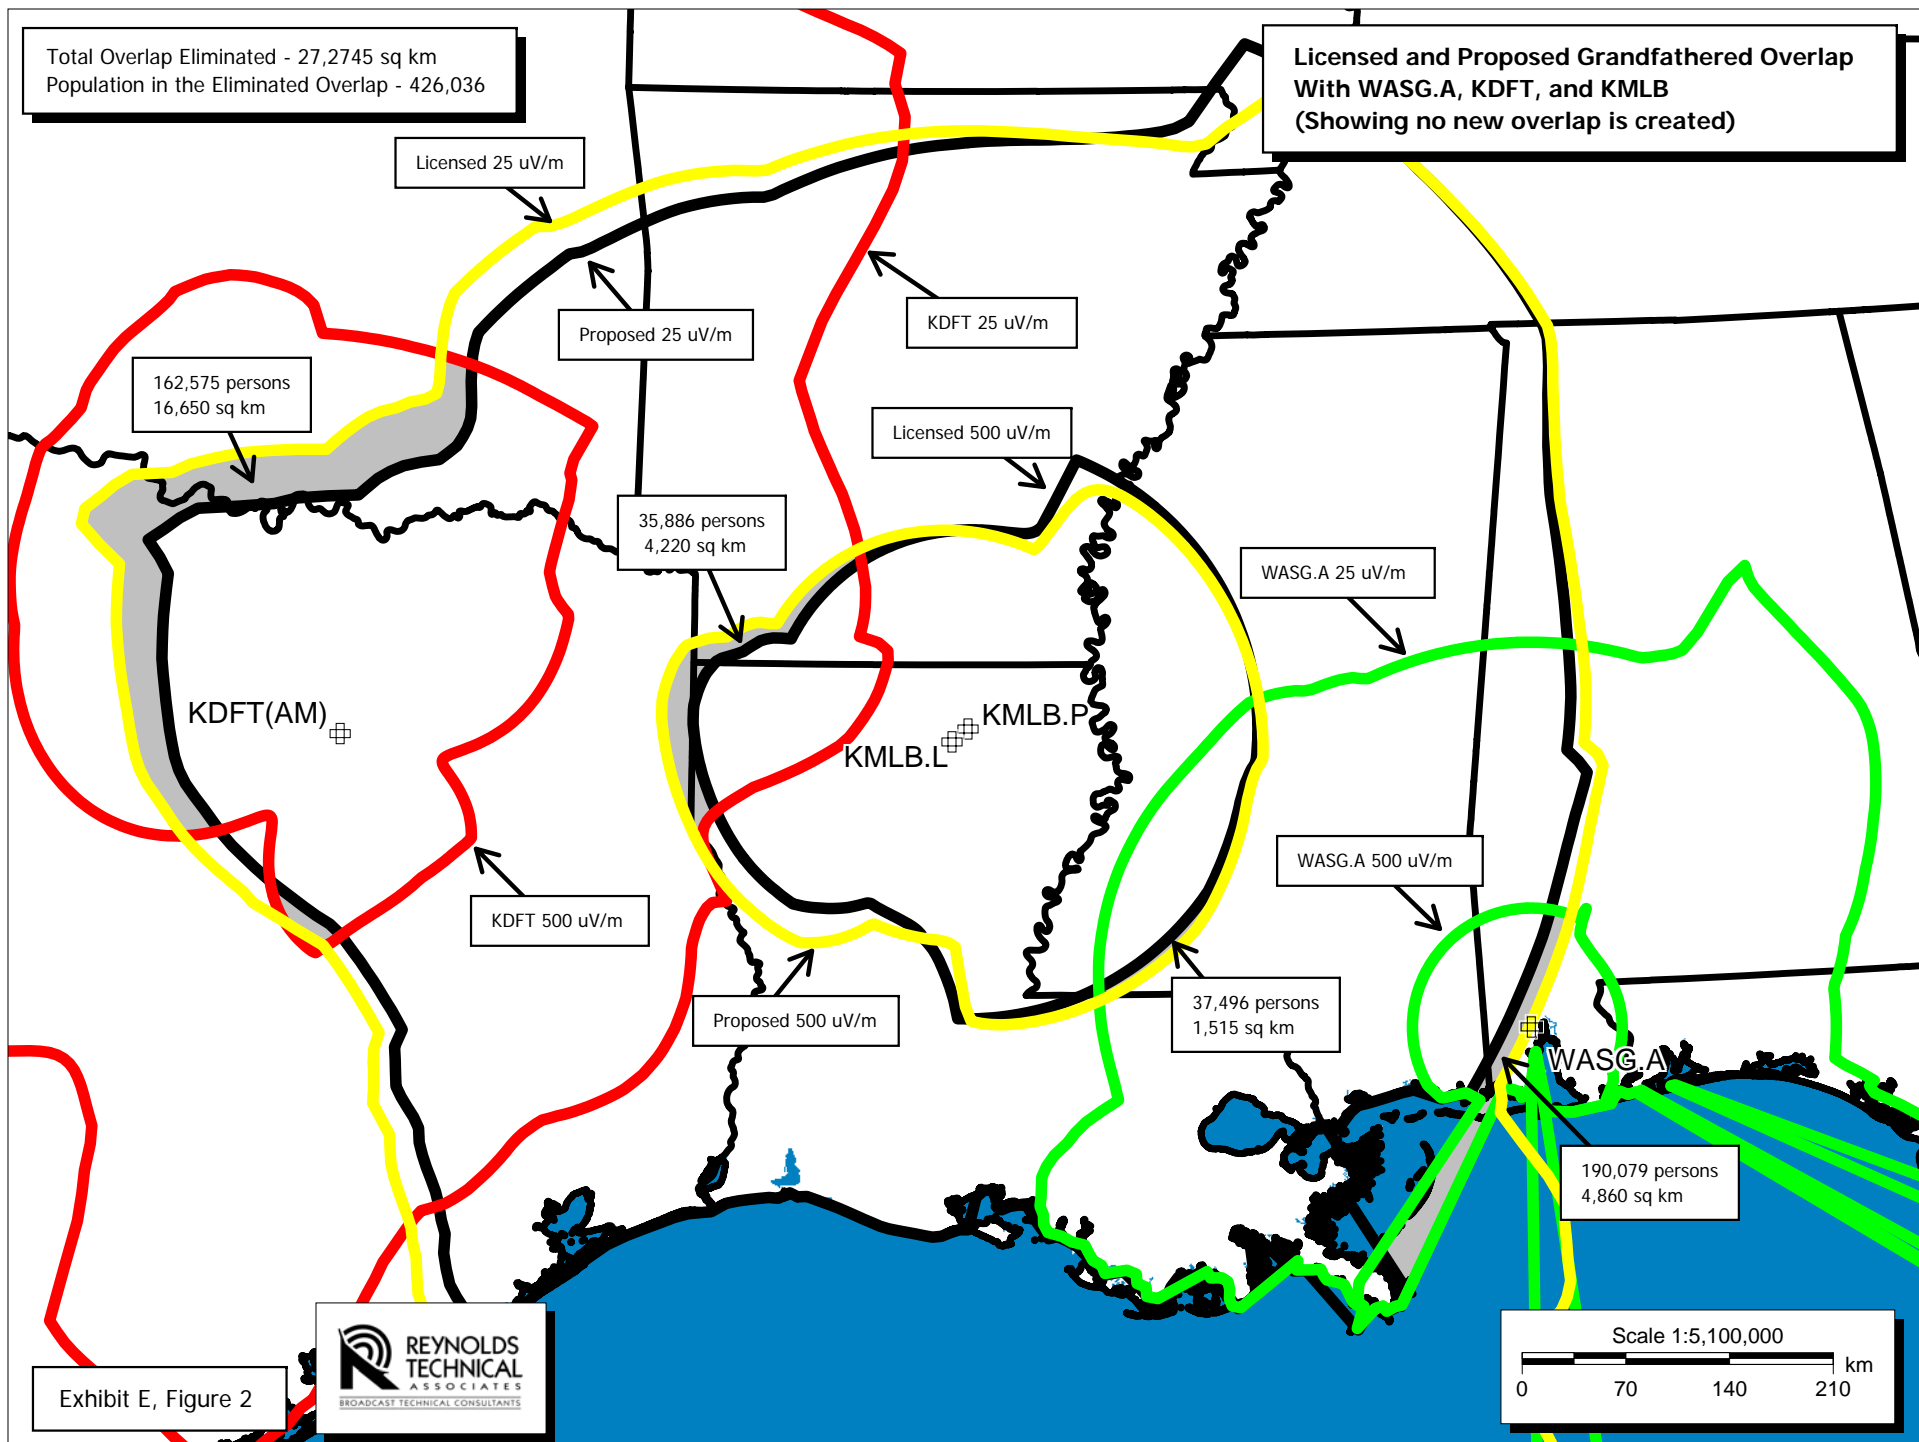 Total Overlap Eliminated - 27,2745 sq km
Population in the Eliminated Overlap - 426,036
Licensed and Proposed Grandfathered Overlap
With WASG.A, KDFT, and KMLB
(Showing no new overlap is created)
Licensed 25 uV/m
Proposed 25 uV/m
KDFT 25 uV/m
162,575 persons
16,650 sq km
Licensed 500 uV/m
35,886 persons
4,220 sq km
WASG.A 25 uV/m
KDFT(AM)
KMLB.P
KMLB.L
WASG.A 500 uV/m
KDFT 500 uV/m
Proposed 500 uV/m
37,496 persons
1,515 sq km
WASG.A
190,079 persons
4,860 sq km
Exhibit E, Figure 2
REYNOLDS
TECHNICAL
ASSOCIATES
BROADCAST TECHNICAL CONSULTANTS
Scale 1:5,100,000
km
0 70 140 210